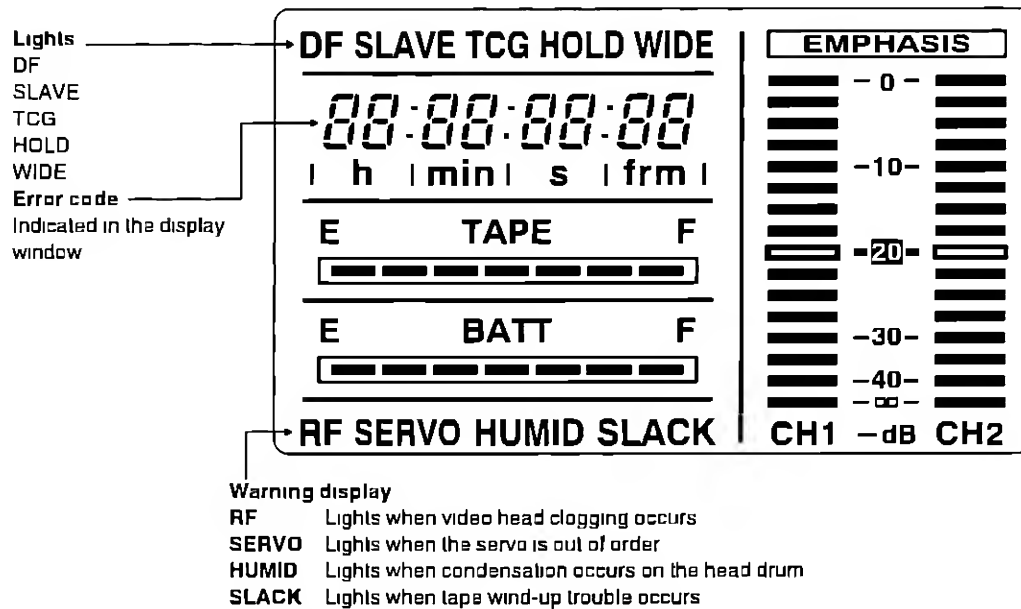 Lights
DF
SLAVE
TCG
HOLD
WIDE
Error code
Indicated in the display
window
DF SLAVE TCG HOLD WIDE
88:88:88:88
h min s frm
E TAPE F
E BATT F
RF SERVO HUMID SLACK
EMPHASIS
– 0 –
–10–
–20–
–30–
–40–
– ∞ –
CH1 –dB CH2
Warning display
RF Lights when video head clogging occurs
SERVO Lights when the servo is out of order
HUMID Lights when condensation occurs on the head drum
SLACK Lights when tape wind-up trouble occurs